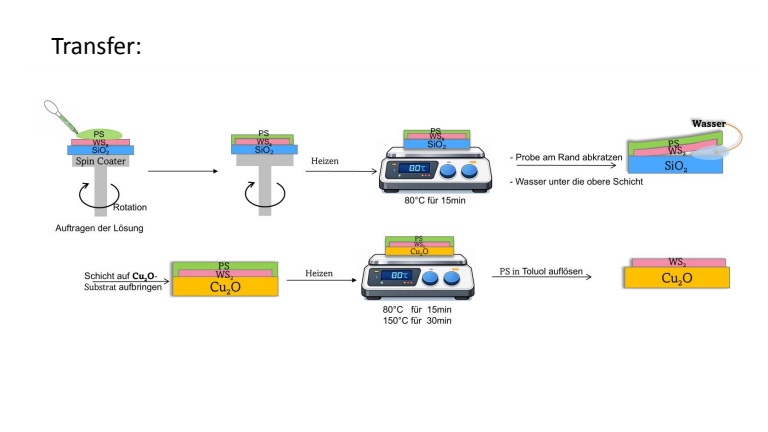 Transfer:
PS
WS₂
SiO₂
Spin Coater
Rotation
Auftragen der Lösung
PS
WS₂
SiO₂
Heizen
PS
WS₂
SiO₂
80°C
80°C für 15min
- Probe am Rand abkratzen
- Wasser unter die obere Schicht
Wasser
PS
WS₂
SiO₂
Schicht auf Cu₂O-
Substrat aufbringen
PS
WS₂
Cu₂O
Heizen
PS
WS₂
Cu₂O
80°C
80°C für 15min
150°C für 30min
PS in Toluol auflösen
WS₂
Cu₂O